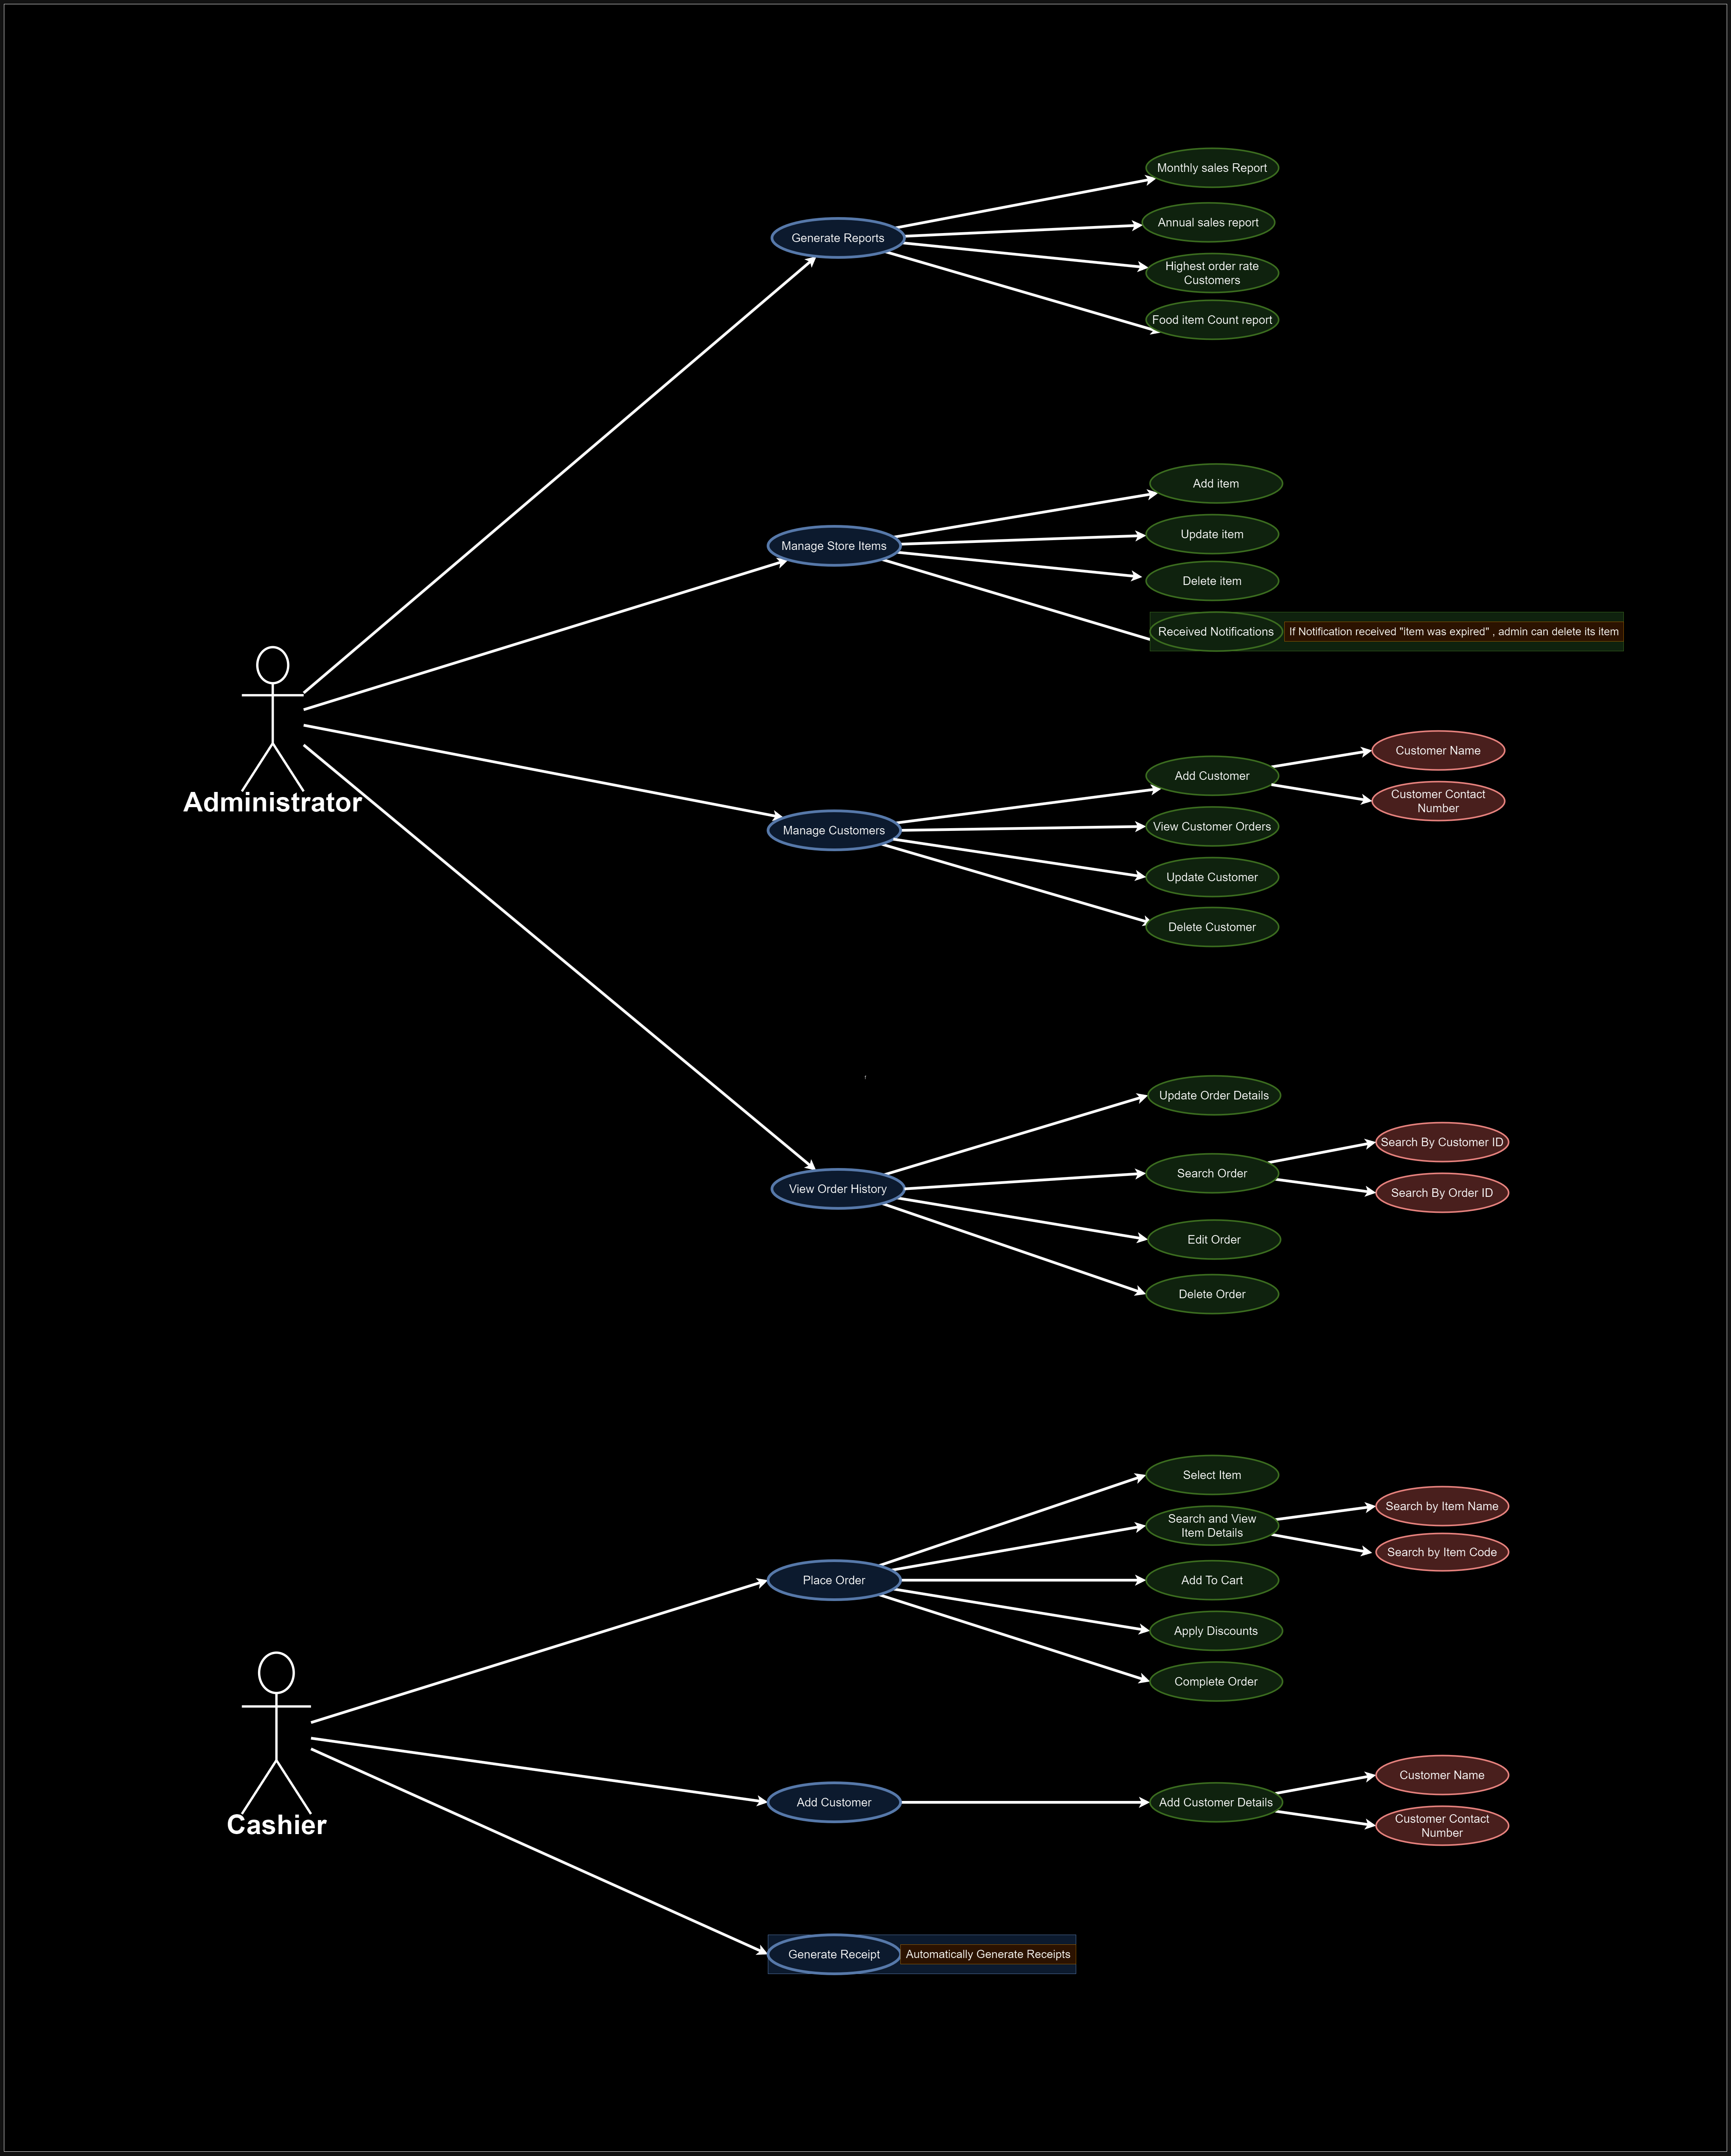 Monthly sales Report
Annual sales report
Generate Reports
Highest order rate
Customers
Food item Count report
Add item
Update item
Manage Store Items
Delete item
Received Notifications
If Notification received "item was expired" , admin can delete its item
Administrator
Customer Name
Add Customer
Customer Contact
Number
View Customer Orders
Manage Customers
Update Customer
Delete Customer
,
Update Order Details
Search By Customer ID
Search Order
View Order History
Search By Order ID
Edit Order
Delete Order
Select Item
Search by Item Name
Search and View
Item Details
Search by Item Code
Place Order
Add To Cart
Apply Discounts
Complete Order
Cashier
Customer Name
Add Customer
Add Customer Details
Customer Contact
Number
Generate Receipt
Automatically Generate Receipts